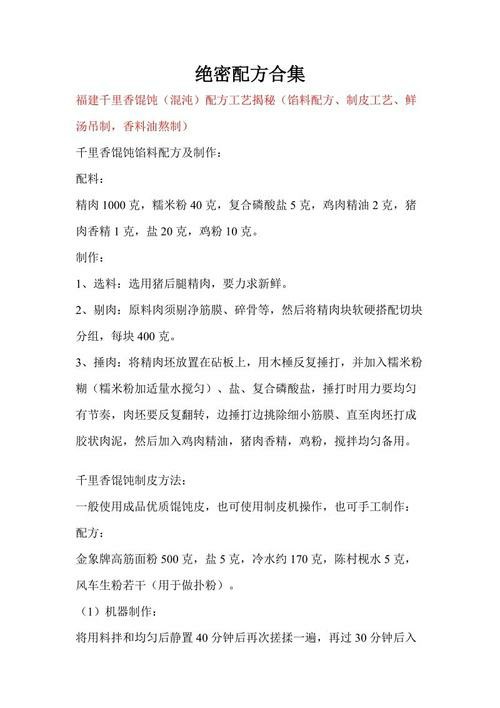 绝密配方合集
福建千里香馄饨（混沌）配方工艺揭秘（馅料配方、制皮工艺、鲜
汤吊制，香料油熬制）
千里香馄饨馅料配方及制作：
配料：
精肉 1000 克，糯米粉 40 克，复合磷酸盐 5 克，鸡肉精油 2 克，猪
肉香精 1 克，盐 20 克，鸡粉 10 克。
制作：
1、选料：选用猪后腿精肉，要力求新鲜。
2、剔肉：原料肉须剔净筋膜、碎骨等，然后将精肉块软硬搭配切块
分组，每块 400 克。
3、捶肉：将精肉坯放置在砧板上，用木棰反复捶打，并加入糯米粉
糊（糯米粉加适量水搅匀）、盐、复合磷酸盐，捶打时用力要均匀
有节奏，肉坯要反复翻转，边捶打边挑除细小筋膜、直至肉坯打成
胶状肉泥，然后加入鸡肉精油，猪肉香精，鸡粉，搅拌均匀备用。
千里香馄饨制皮方法：
一般使用成品优质馄饨皮，也可使用制皮机操作，也可手工制作：
配方：
金象牌高筋面粉 500 克，盐 5 克，冷水约 170 克，陈村枧水 5 克，
风车生粉若干（用于做扑粉）。
（1）机器制作：
将用料拌和均匀后静置 40 分钟后再次搓揉一遍，再过 30 分钟后入